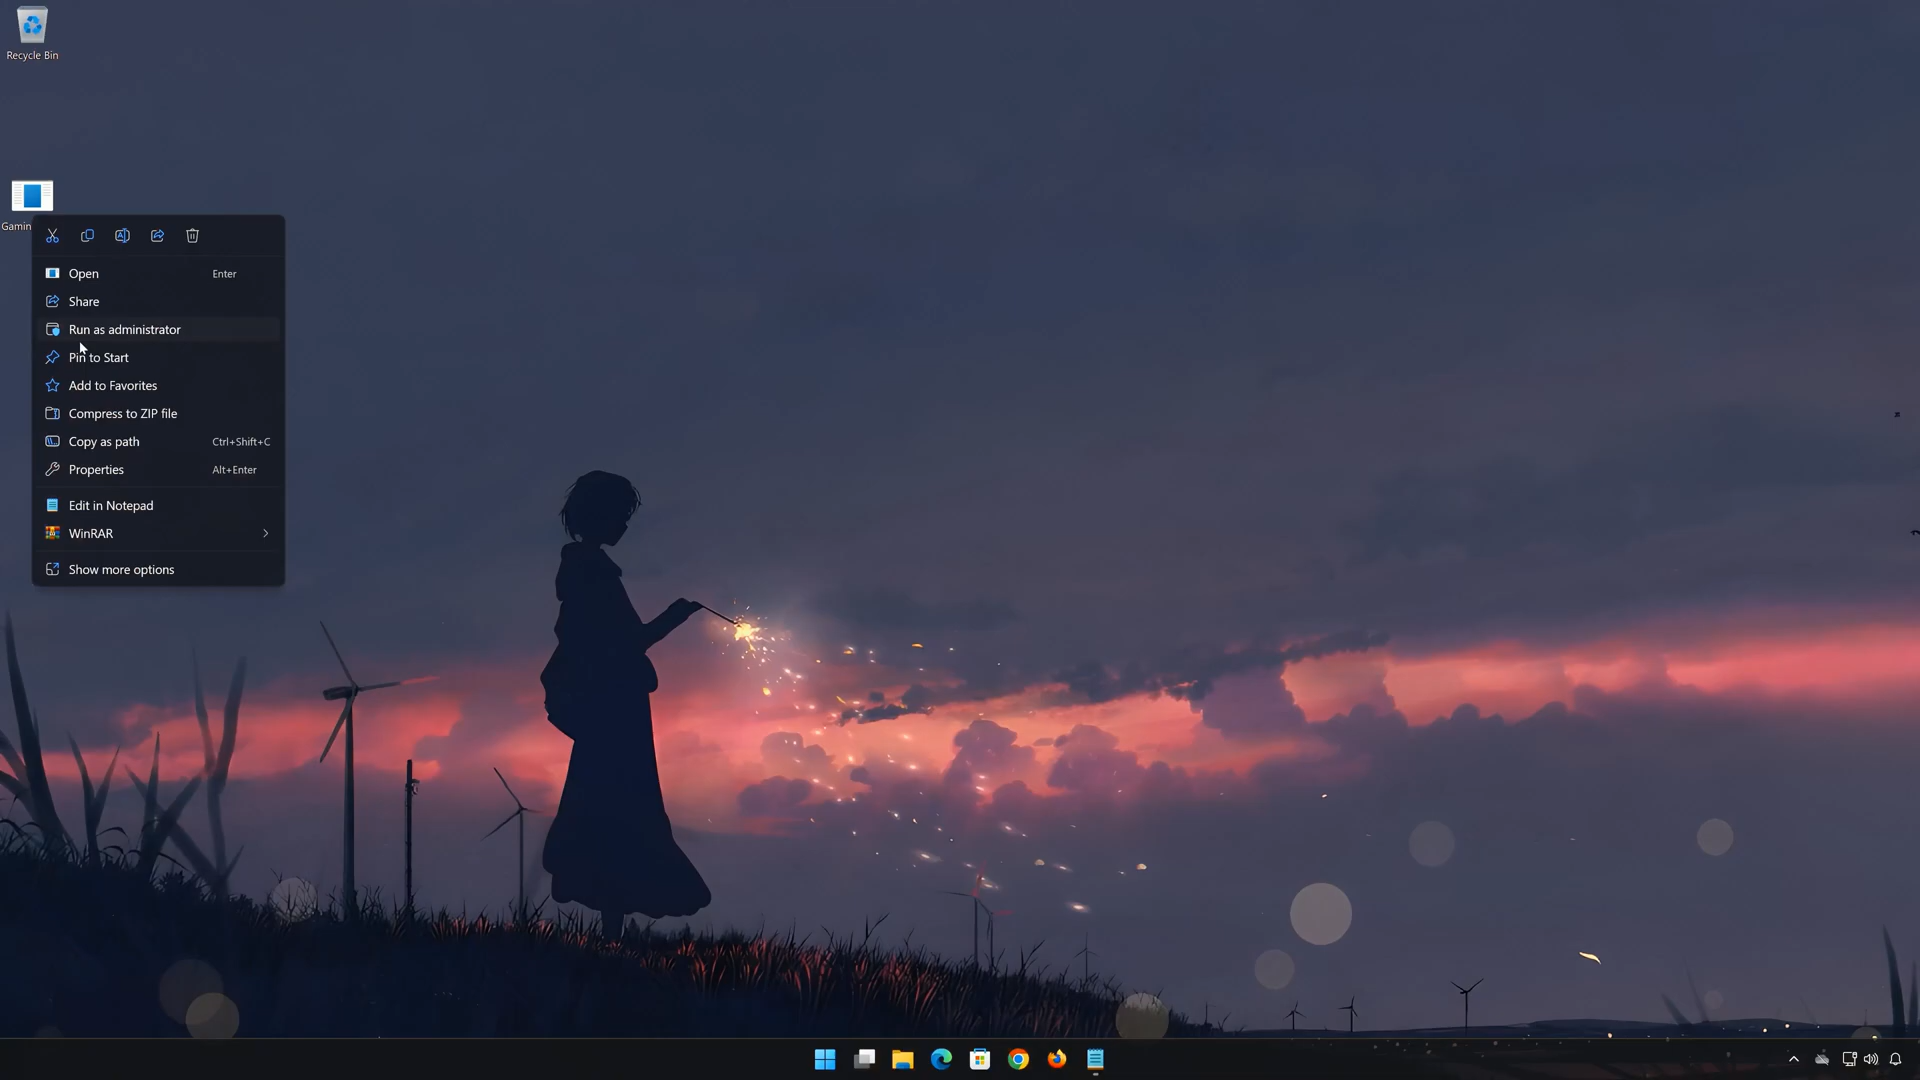 Recycle Bin
Gamin
Open Enter
Share
Run as administrator
Pin to Start
Add to Favorites
Compress to ZIP file
Copy as path Ctrl+Shift+C
Properties Alt+Enter
Edit in Notepad
WinRAR
Show more options